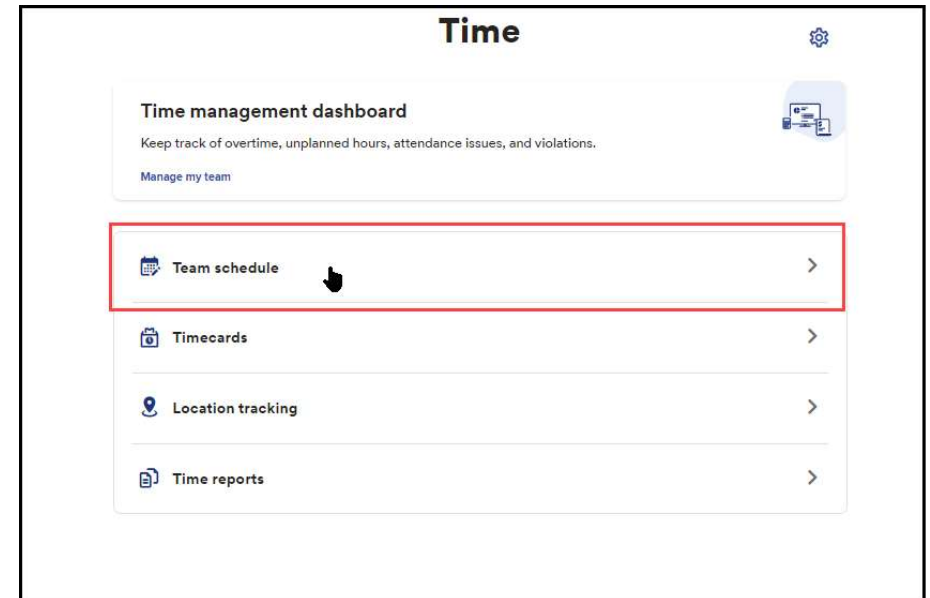 Time
Time management dashboard
Keep track of overtime, unplanned hours, attendance issues, and violations.
Manage my team
Team schedule
Timecards
Location tracking
Time reports